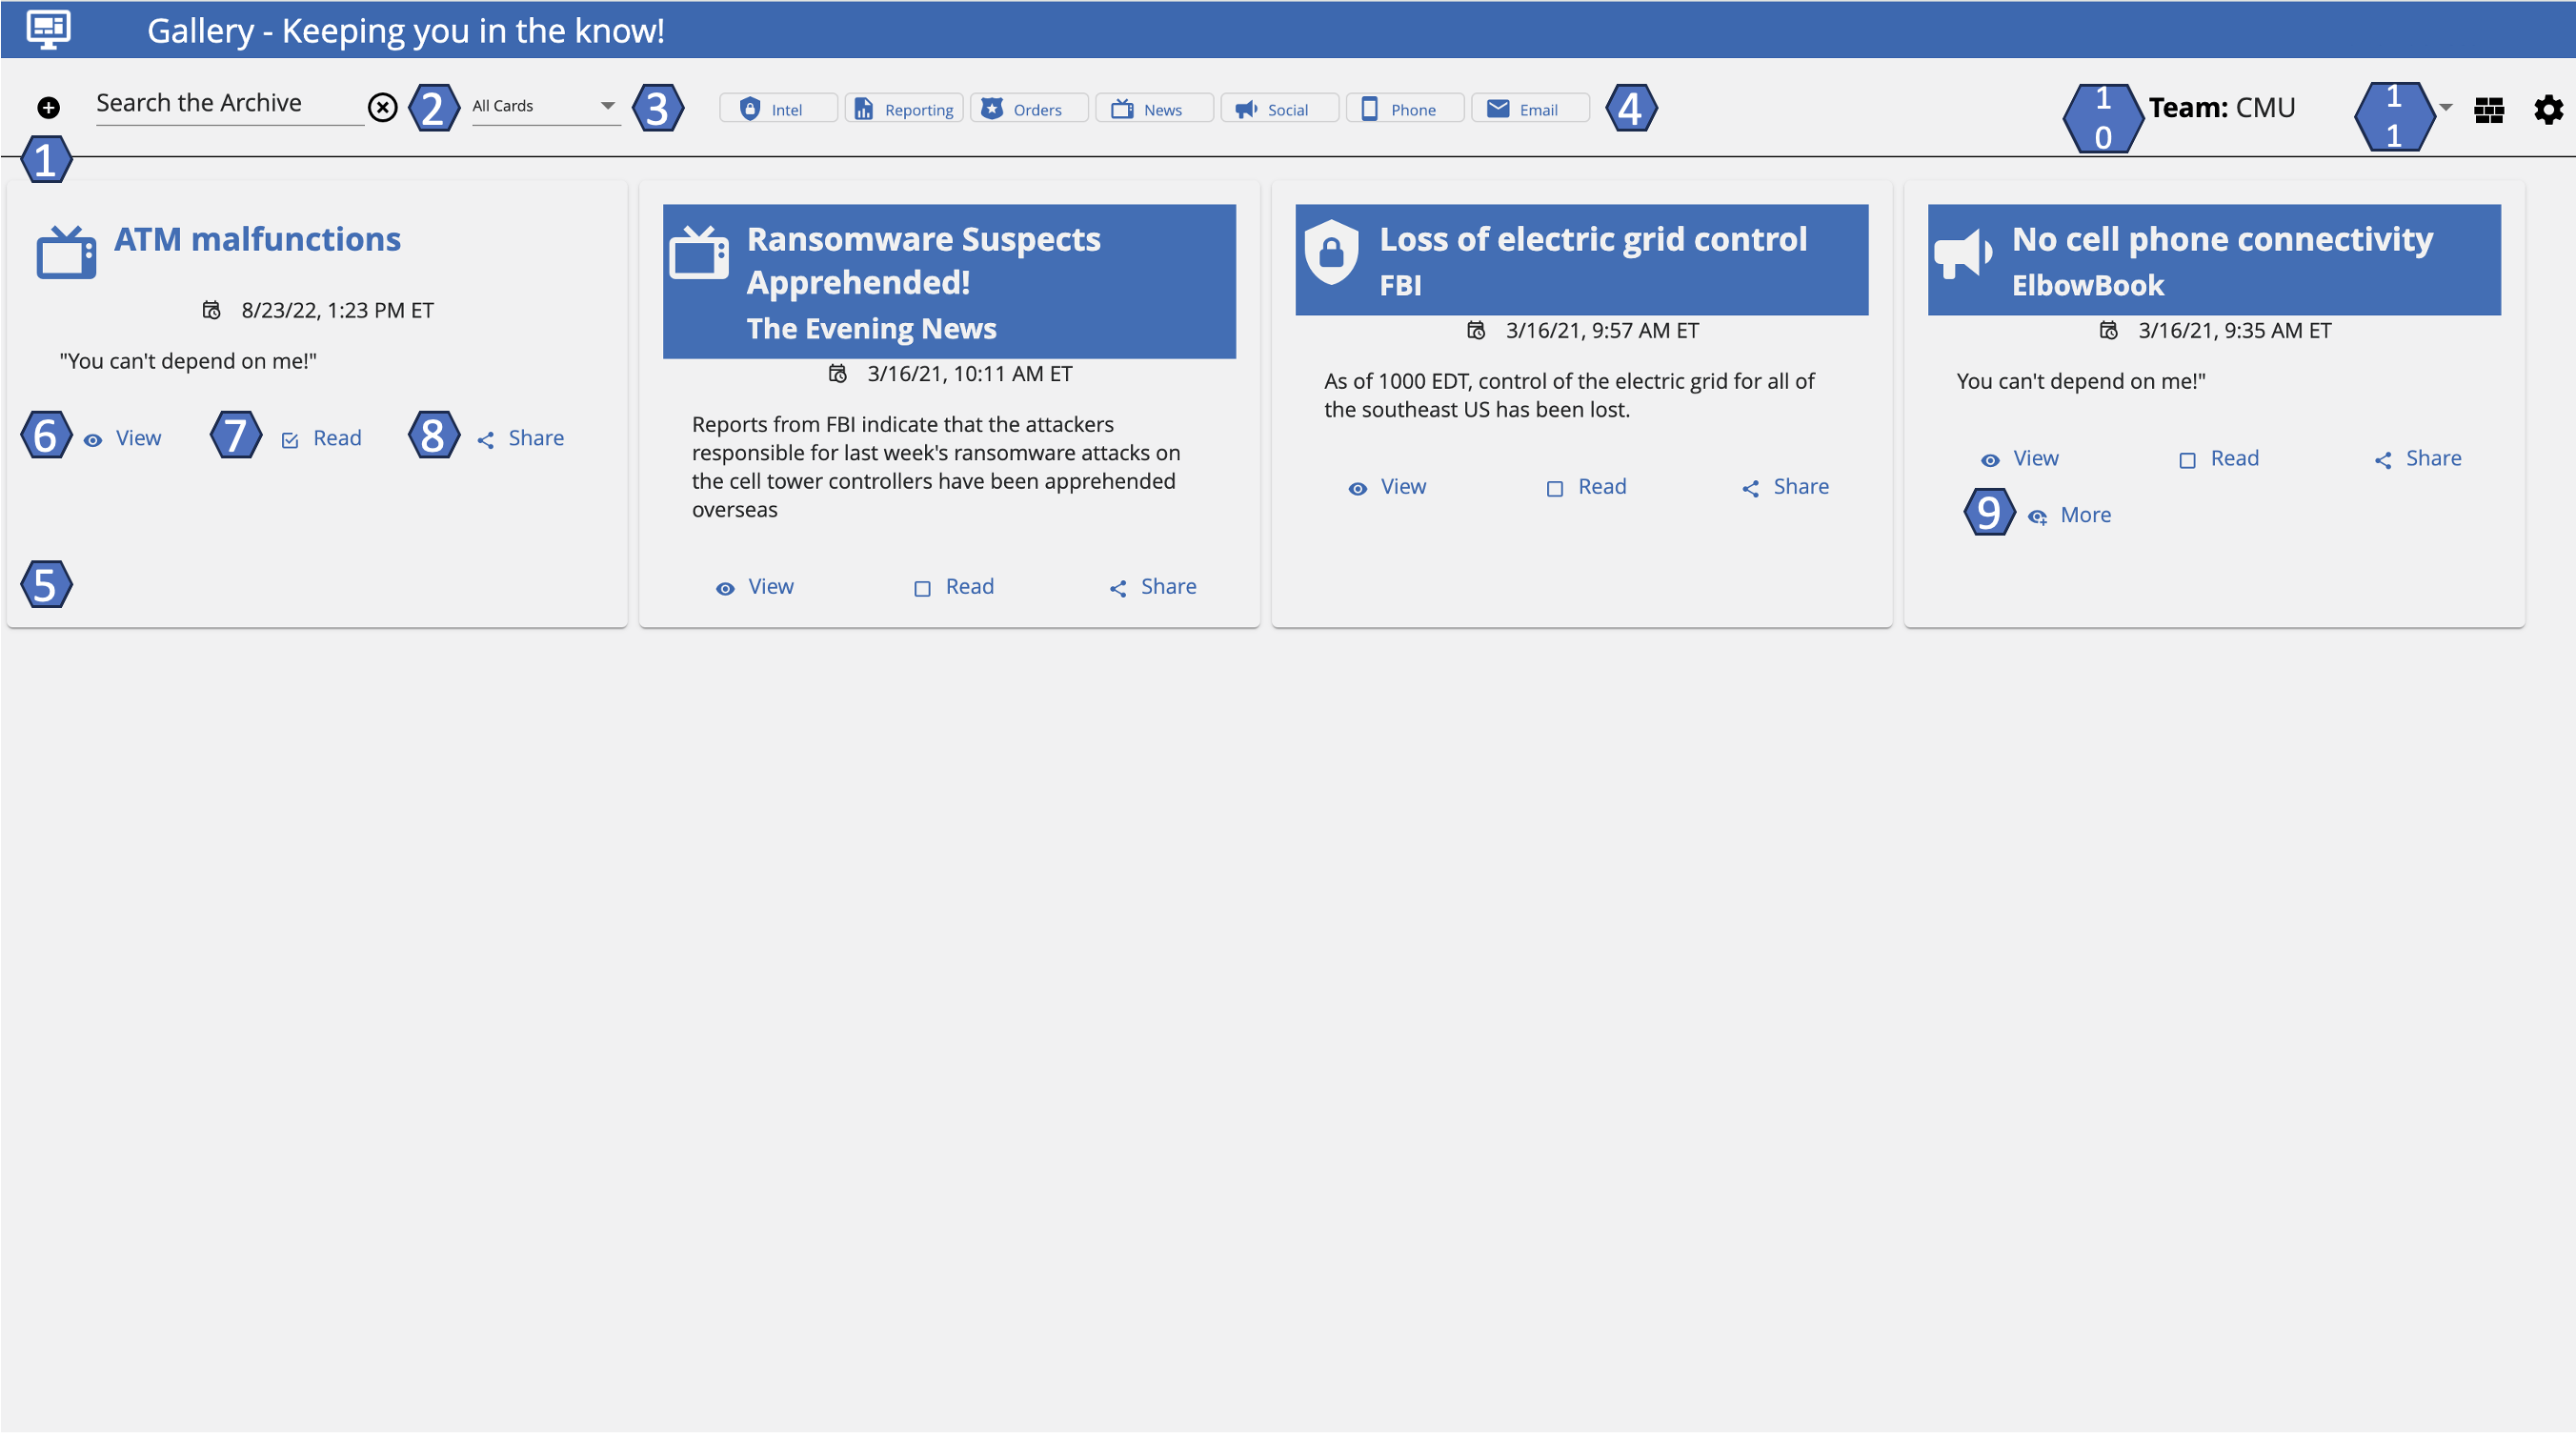 Gallery - Keeping you in the know!
1
Search the Archive
2
All Cards
3
Intel
Reporting
Orders
News
Social
Phone
Email
4
10
Team: CMU
11
ATM malfunctions
8/23/22, 1:23 PM ET
"You can't depend on me!"
6 View 7 Read 8 Share
5
Ransomware Suspects
Apprehended!
The Evening News
3/16/21, 10:11 AM ET
Reports from FBI indicate that the attackers
responsible for last week's ransomware attacks on
the cell tower controllers have been apprehended
overseas
View Read Share
Loss of electric grid control
FBI
3/16/21, 9:57 AM ET
As of 1000 EDT, control of the electric grid for all of
the southeast US has been lost.
View Read Share
No cell phone connectivity
ElbowBook
3/16/21, 9:35 AM ET
You can't depend on me!"
View Read Share
9 More